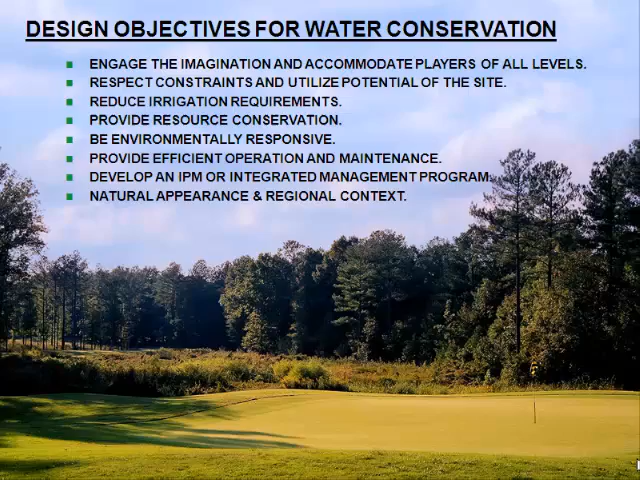 DESIGN OBJECTIVES FOR WATER CONSERVATION
ENGAGE THE IMAGINATION AND ACCOMMODATE PLAYERS OF ALL LEVELS.
RESPECT CONSTRAINTS AND UTILIZE POTENTIAL OF THE SITE.
REDUCE IRRIGATION REQUIREMENTS.
PROVIDE RESOURCE CONSERVATION.
BE ENVIRONMENTALLY RESPONSIVE.
PROVIDE EFFICIENT OPERATION AND MAINTENANCE.
DEVELOP AN IPM OR INTEGRATED MANAGEMENT PROGRAM.
NATURAL APPEARANCE & REGIONAL CONTEXT.